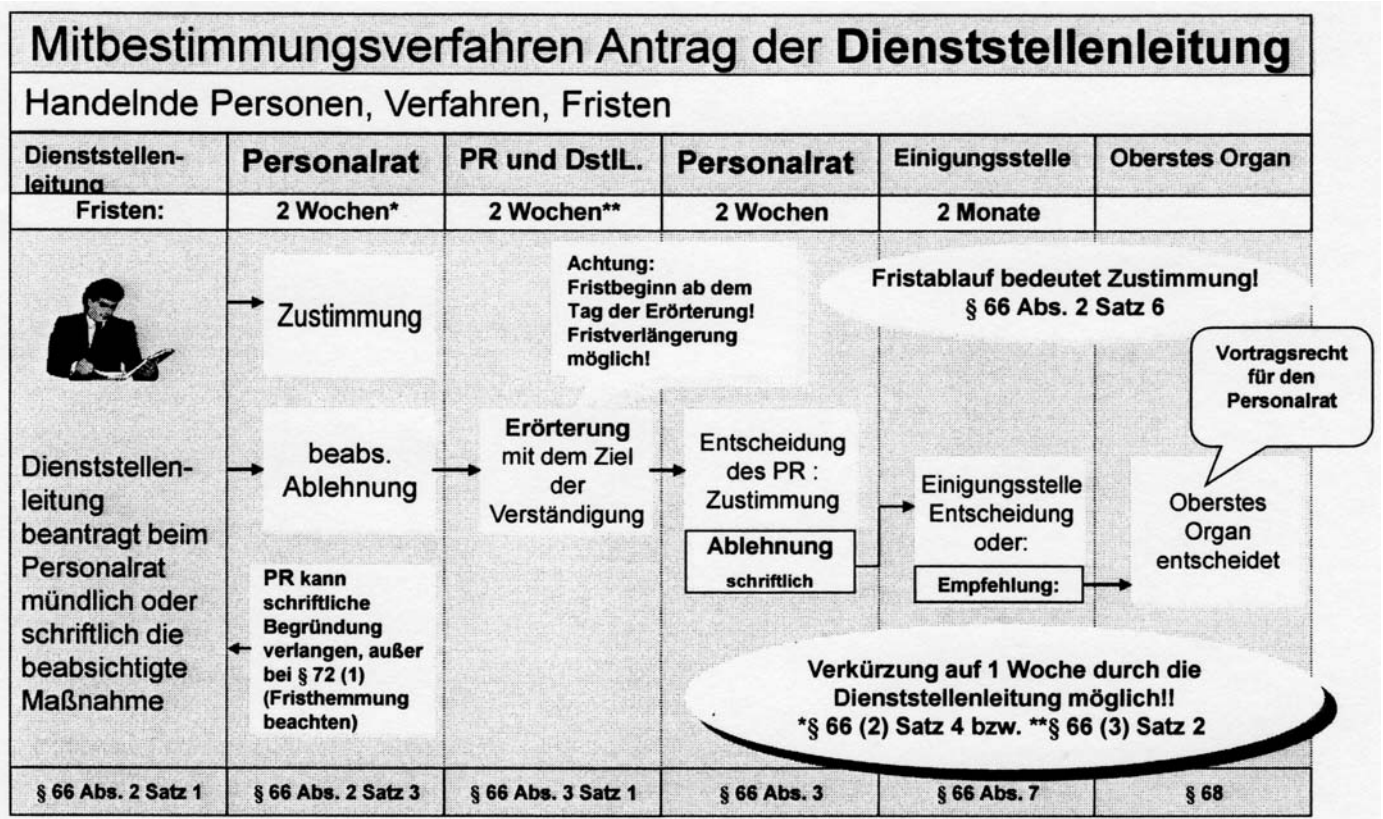 Mitbestimmungsverfahren Antrag der Dienststellenleitung
Handelnde Personen, Verfahren, Fristen
Dienststellen-
leitung
Personalrat
PR und DstlL.
Personalrat
Einigungsstelle
Oberstes Organ
Fristen:
2 Wochen*
2 Wochen**
2 Wochen
2 Monate
Zustimmung
Achtung:
Fristbeginn ab dem
Tag der Erörterung!
Fristverlängerung
möglich!
Fristablauf bedeutet Zustimmung!
§ 66 Abs. 2 Satz 6
Vortragsrecht
für den
Personalrat
Dienststellen-
leitung
beantragt beim
Personalrat
mündlich oder
schriftlich die
beabsichtigte
Maßnahme
beabs.
Ablehnung
Erörterung
mit dem Ziel
der
Verständigung
Entscheidung
des PR :
Zustimmung
Ablehnung
schriftlich
Einigungsstelle
Entscheidung
oder:
Empfehlung:
Oberstes
Organ
entscheidet
PR kann
schriftliche
Begründung
verlangen, außer
bei § 72 (1)
(Fristhemmung
beachten)
Verkürzung auf 1 Woche durch die
Dienststellenleitung möglich!!
*§ 66 (2) Satz 4 bzw. **§ 66 (3) Satz 2
§ 66 Abs. 2 Satz 1
§ 66 Abs. 2 Satz 3
§ 66 Abs. 3 Satz 1
§ 66 Abs. 3
§ 66 Abs. 7
§ 68